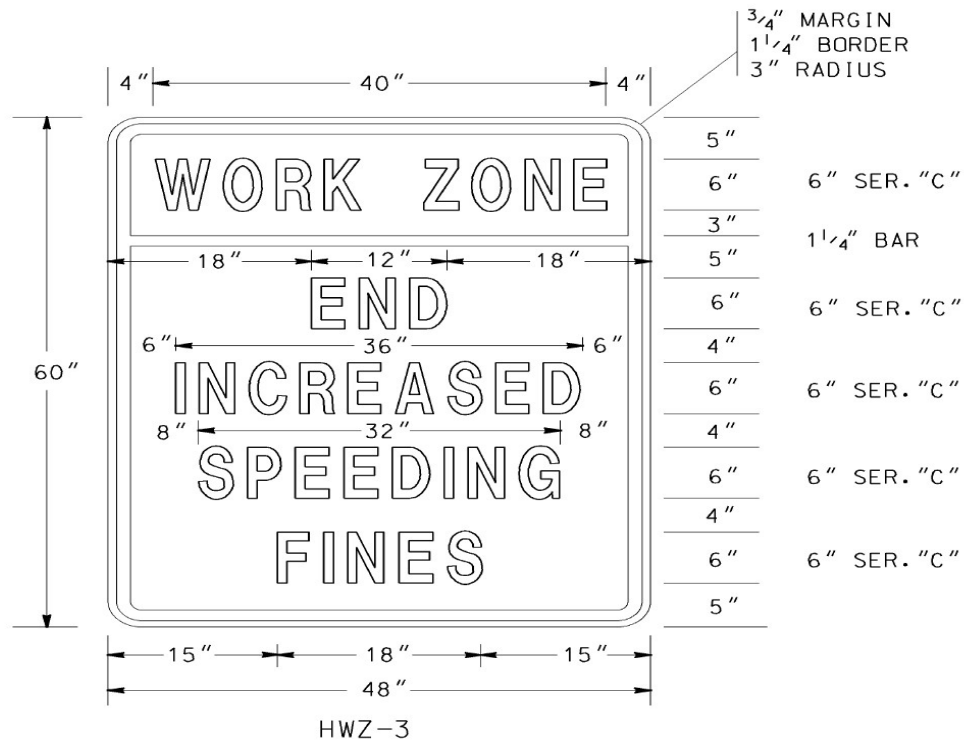 3/4" MARGIN
1 1/4" BORDER
3" RADIUS
4" 40" 4"
5"
WORK ZONE
6" 6" SER. "C"
3"
1 1/4" BAR
18" 12" 18"
5"
END
6" 6" SER. "C"
6" 36" 6"
4"
60"
INCREASED
6" 6" SER. "C"
8" 32" 8"
4"
SPEEDING
6" 6" SER. "C"
4"
FINES
6" 6" SER. "C"
5"
15" 18" 15"
48"
HWZ-3